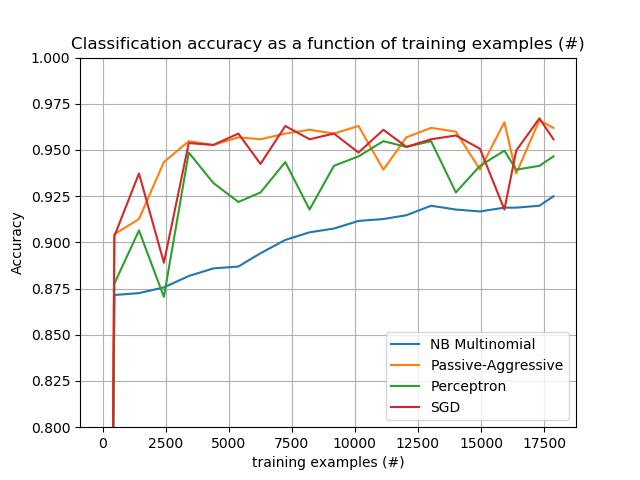 Classification accuracy as a function of training examples (#)
1.000
0.975
0.950
0.925
0.900
0.875
0.850
0.825
0.800
Accuracy
NB Multinomial
Passive-Aggressive
Perceptron
SGD
0 2500 5000 7500 10000 12500 15000 17500
training examples (#)